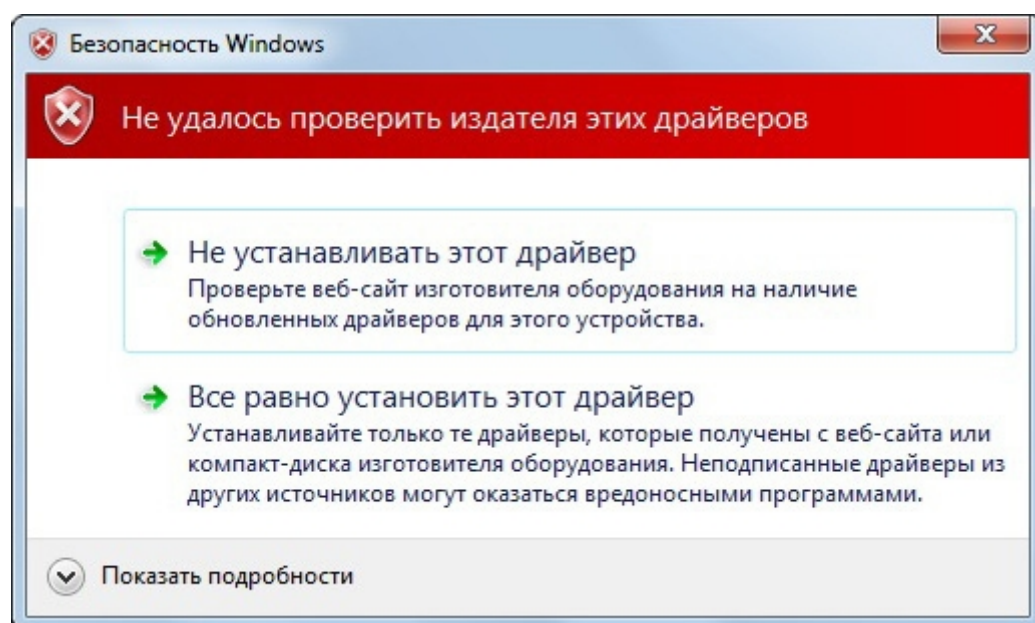 Безопасность Windows
Не удалось проверить издателя этих драйверов
Не устанавливать этот драйвер
Проверьте веб-сайт изготовителя оборудования на наличие
обновленных драйверов для этого устройства.
Все равно установить этот драйвер
Устанавливайте только те драйверы, которые получены с веб-сайта или
компакт-диска изготовителя оборудования. Неподписанные драйверы из
других источников могут оказаться вредоносными программами.
Показать подробности